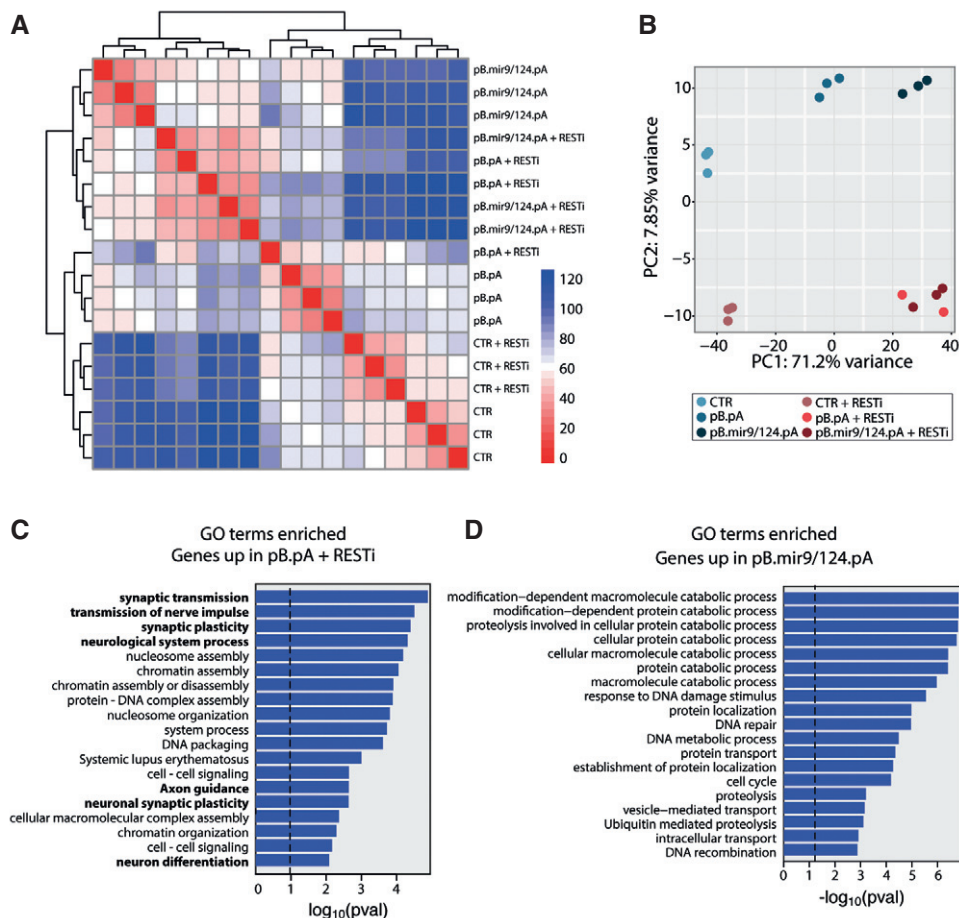 A
pB.mir9/124.pA
pB.mir9/124.pA
pB.mir9/124.pA
pB.mir9/124.pA + RESTi
pB.pA + RESTi
pB.pA + RESTi
pB.mir9/124.pA + RESTi
pB.mir9/124.pA + RESTi
pB.pA + RESTi
pB.pA
pB.pA
pB.pA
CTR + RESTi
CTR + RESTi
CTR + RESTi
CTR
CTR
CTR
120
100
80
60
40
20
0
B
PC2: 7.85% variance
10
5
0
−5
−10
−40
−20
0
20
40
PC1: 71.2% variance
CTR
pB.pA
pB.mir9/124.pA
CTR + RESTi
pB.pA + RESTi
pB.mir9/124.pA + RESTi
C
GO terms enriched
Genes up in pB.pA + RESTi
synaptic transmission
transmission of nerve impulse
synaptic plasticity
neurological system process
nucleosome assembly
chromatin assembly
chromatin assembly or disassembly
protein - DNA complex assembly
nucleosome organization
system process
DNA packaging
Systemic lupus erythematosus
cell - cell signaling
Axon guidance
neuronal synaptic plasticity
cellular macromolecular complex assembly
chromatin organization
cell - cell signaling
neuron differentiation
0 1 2 3 4
log10(pval)
D
GO terms enriched
Genes up in pB.mir9/124.pA
modification−dependent macromolecule catabolic process
modification−dependent protein catabolic process
proteolysis involved in cellular protein catabolic process
cellular protein catabolic process
cellular macromolecule catabolic process
protein catabolic process
macromolecule catabolic process
response to DNA damage stimulus
protein localization
DNA repair
DNA metabolic process
protein transport
establishment of protein localization
cell cycle
proteolysis
vesicle−mediated transport
Ubiquitin mediated proteolysis
intracellular transport
DNA recombination
0 1 2 3 4 5 6
-log10(pval)